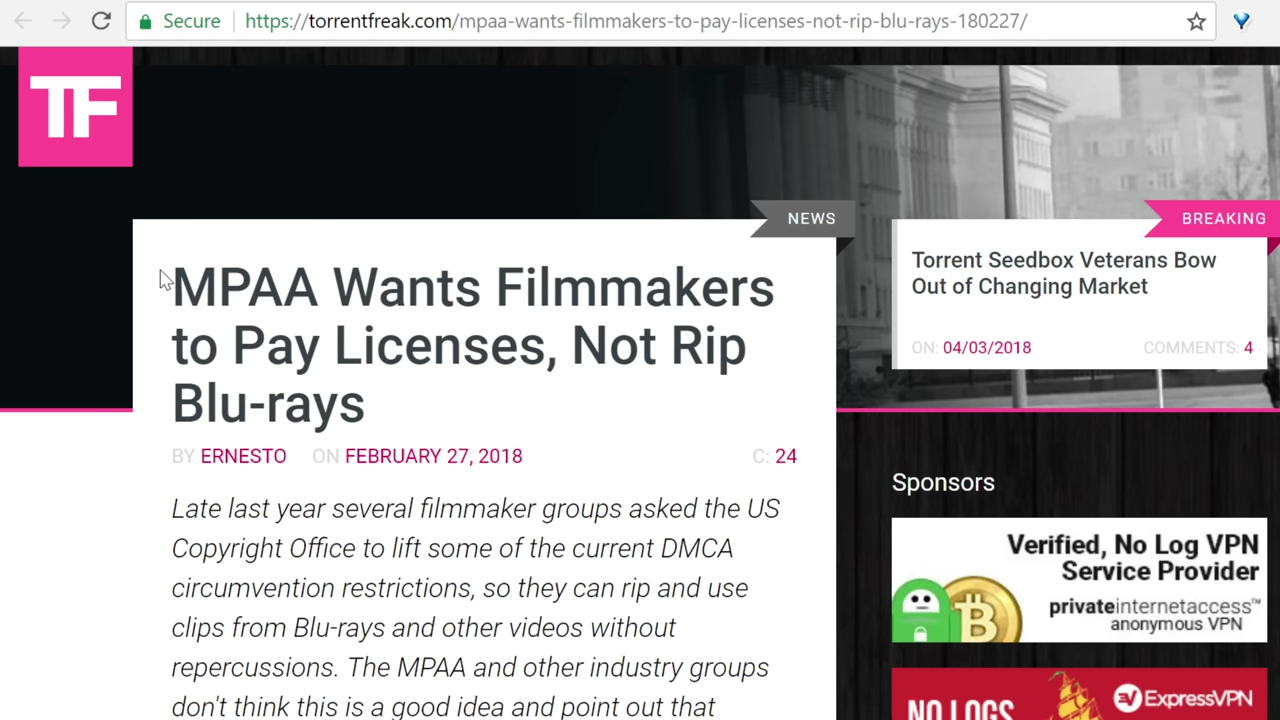 Secure https://torrentfreak.com/mpaa-wants-filmmakers-to-pay-licenses-not-rip-blu-rays-180227/
TF
NEWS
MPAA Wants Filmmakers
to Pay Licenses, Not Rip
Blu-rays
BY ERNESTO ON FEBRUARY 27, 2018 C: 24
Late last year several filmmaker groups asked the US
Copyright Office to lift some of the current DMCA
circumvention restrictions, so they can rip and use
clips from Blu-rays and other videos without
repercussions. The MPAA and other industry groups
don't think this is a good idea and point out that
BREAKING
Torrent Seedbox Veterans Bow
Out of Changing Market
ON: 04/03/2018 COMMENTS: 4
Sponsors
Verified, No Log VPN
Service Provider
privateinternetaccess™
anonymous VPN
NO LOGS
ExpressVPN